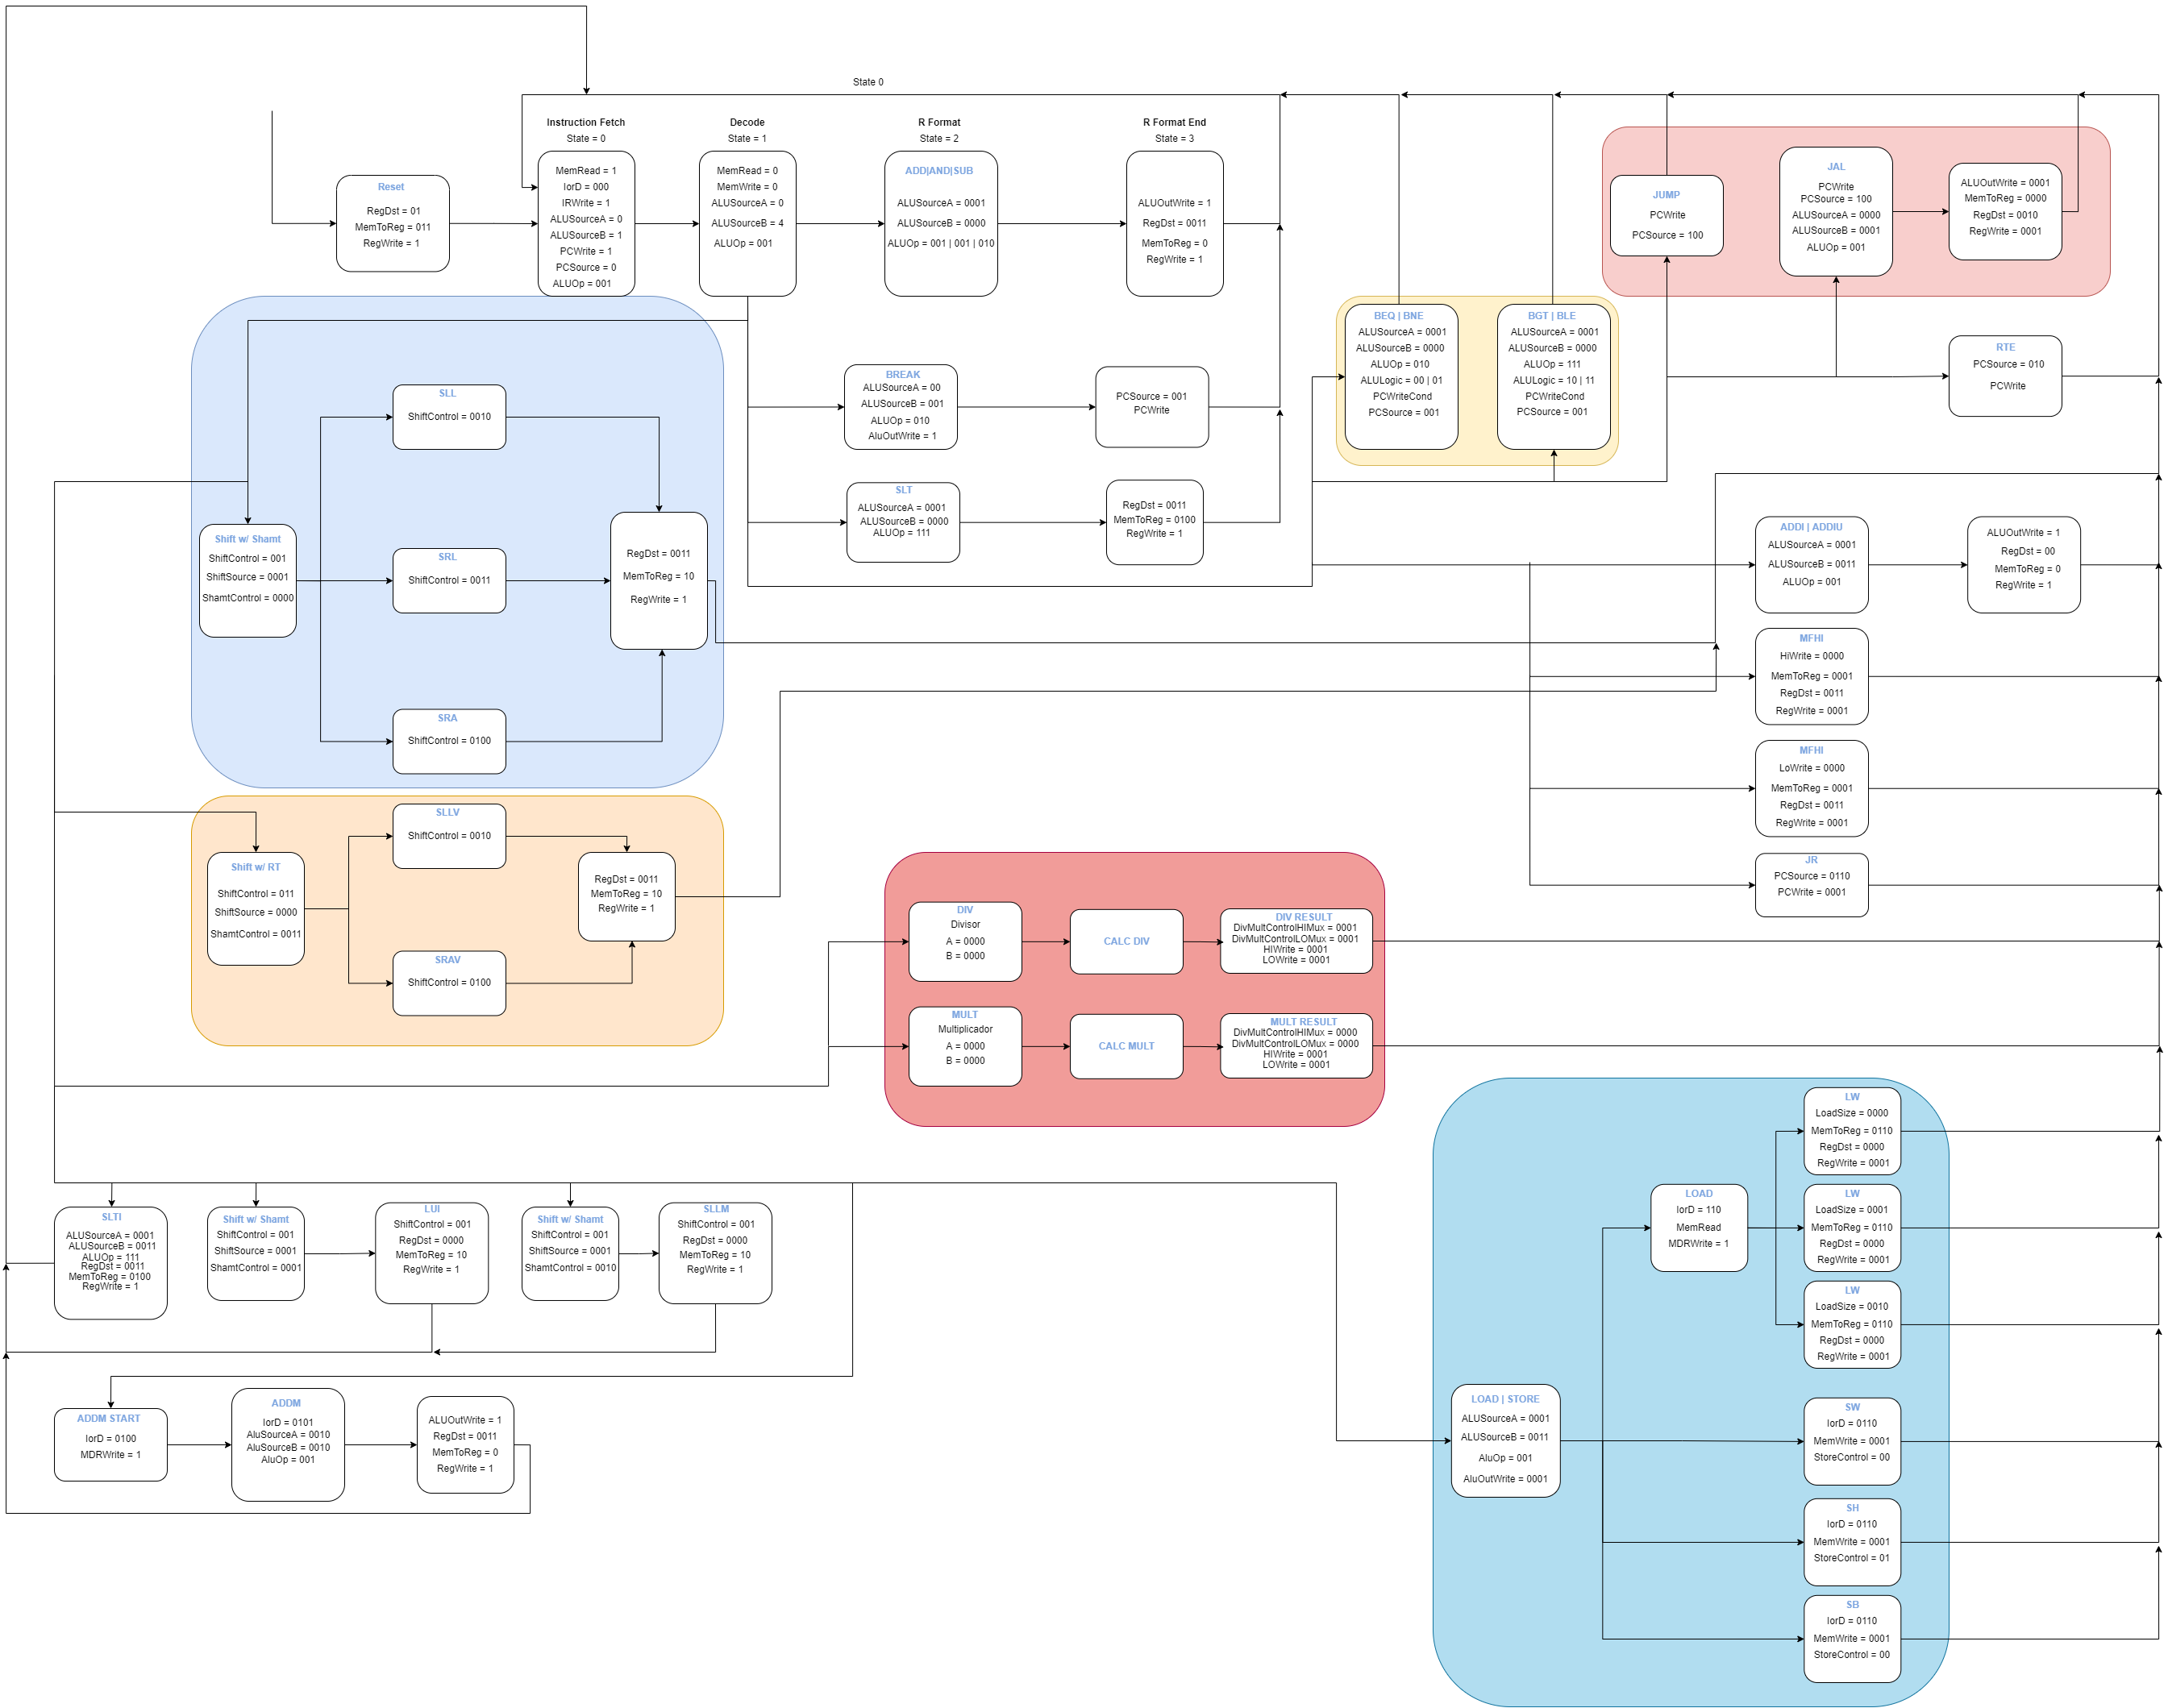 State 0
Instruction Fetch
State = 0
Decode
State = 1
R Format
State = 2
R Format End
State = 3
Reset
RegDst = 01
MemToReg = 011
RegWrite = 1
MemRead = 1
IorD = 000
IRWrite = 1
ALUSourceA = 0
ALUSourceB = 1
PCWrite = 1
PCSource = 0
ALUOp = 001
MemRead = 0
MemWrite = 0
ALUSourceA = 0
ALUSourceB = 4
ALUOp = 001
ADD|AND|SUB
ALUSourceA = 0001
ALUSourceB = 0000
ALUOp = 001 | 001 | 010
ALUOutWrite = 1
RegDst = 0011
MemToReg = 0
RegWrite = 1
JUMP
PCWrite
PCSource = 100
JAL
PCWrite
PCSource = 100
ALUSourceA = 0000
ALUSourceB = 0001
ALUOp = 001
ALUOutWrite = 0001
MemToReg = 0000
RegDst = 0010
RegWrite = 0001
BEQ | BNE
ALUSourceA = 0001
ALUSourceB = 0000
ALUOp = 010
ALULogic = 00 | 01
PCWriteCond
PCSource = 001
BGT | BLE
ALUSourceA = 0001
ALUSourceB = 0000
ALUOp = 111
ALULogic = 10 | 11
PCWriteCond
PCSource = 001
RTE
PCSource = 010
PCWrite
BREAK
ALUSourceA = 00
ALUSourceB = 001
ALUOp = 010
AluOutWrite = 1
PCSource = 001
PCWrite
SLT
ALUSourceA = 0001
ALUSourceB = 0000
ALUOp = 111
RegDst = 0011
MemToReg = 0100
RegWrite = 1
SLL
ShiftControl = 0010
Shift w/ Shamt
ShiftControl = 001
ShiftSource = 0001
ShamtControl = 0000
SRL
ShiftControl = 0011
SRA
ShiftControl = 0100
RegDst = 0011
MemToReg = 10
RegWrite = 1
ADDI | ADDIU
ALUSourceA = 0001
ALUSourceB = 0011
ALUOp = 001
ALUOutWrite = 1
RegDst = 00
MemToReg = 0
RegWrite = 1
MFHI
HiWrite = 0000
MemToReg = 0001
RegDst = 0011
RegWrite = 0001
MFHI
LoWrite = 0000
MemToReg = 0001
RegDst = 0011
RegWrite = 0001
JR
PCSource = 0110
PCWrite = 0001
SLLV
ShiftControl = 0010
Shift w/ RT
ShiftControl = 011
ShiftSource = 0000
ShamtControl = 0011
SRAV
ShiftControl = 0100
RegDst = 0011
MemToReg = 10
RegWrite = 1
DIV
Divisor
A = 0000
B = 0000
CALC DIV
DIV RESULT
DivMultControlHIMux = 0001
DivMultControlLOMux = 0001
HIWrite = 0001
LOWrite = 0001
MULT
Multiplicador
A = 0000
B = 0000
CALC MULT
MULT RESULT
DivMultControlHIMux = 0000
DivMultControlLOMux = 0000
HIWrite = 0001
LOWrite = 0001
SLTI
ALUSourceA = 0001
ALUSourceB = 0011
ALUOp = 111
RegDst = 0011
MemToReg = 0100
RegWrite = 1
Shift w/ Shamt
ShiftControl = 001
ShiftSource = 0001
ShamtControl = 0001
LUI
ShiftControl = 001
RegDst = 0000
MemToReg = 10
RegWrite = 1
Shift w/ Shamt
ShiftControl = 001
ShiftSource = 0001
ShamtControl = 0010
SLLM
ShiftControl = 001
RegDst = 0000
MemToReg = 10
RegWrite = 1
ADDM START
IorD = 0100
MDRWrite = 1
ADDM
IorD = 0101
AluSourceA = 0010
AluSourceB = 0010
AluOp = 001
ALUOutWrite = 1
RegDst = 0011
MemToReg = 0
RegWrite = 1
LOAD | STORE
ALUSourceA = 0001
ALUSourceB = 0011
AluOp = 001
AluOutWrite = 0001
LOAD
IorD = 110
MemRead
MDRWrite = 1
LW
LoadSize = 0000
MemToReg = 0110
RegDst = 0000
RegWrite = 0001
LW
LoadSize = 0001
MemToReg = 0110
RegDst = 0000
RegWrite = 0001
LW
LoadSize = 0010
MemToReg = 0110
RegDst = 0000
RegWrite = 0001
SW
IorD = 0110
MemWrite = 0001
StoreControl = 00
SH
IorD = 0110
MemWrite = 0001
StoreControl = 01
SB
IorD = 0110
MemWrite = 0001
StoreControl = 00